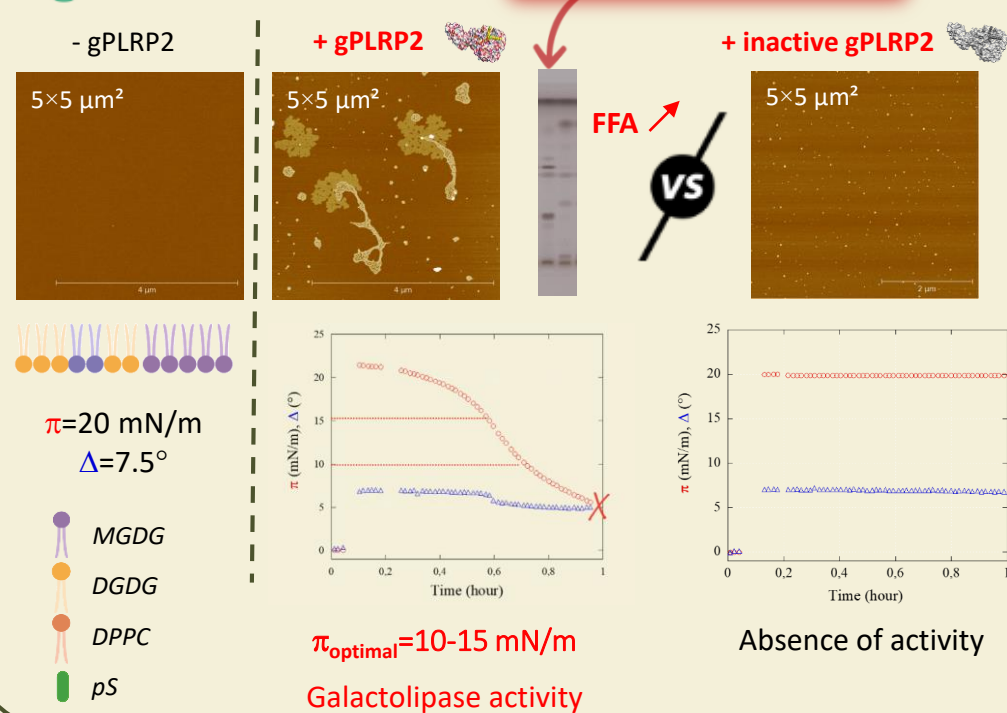 - gPLRP2
+ gPLRP2
+ inactive gPLRP2
5×5 µm²
5×5 µm²
5×5 µm²
FFA
VS
4 µm
4 µm
2 µm
π=20 mN/m
Δ=7.5°
MGDG
DGDG
DPPC
pS
π (mN/m), Δ (°)
25
20
15
10
5
0
0
0,2
0,4
0,6
0,8
1
Time (hour)
X
π (mN/m), Δ (°)
25
20
15
10
5
0
0
0,2
0,4
0,6
0,8
1
Time (hour)
πoptimal=10-15 mN/m
Galactolipase activity
Absence of activity